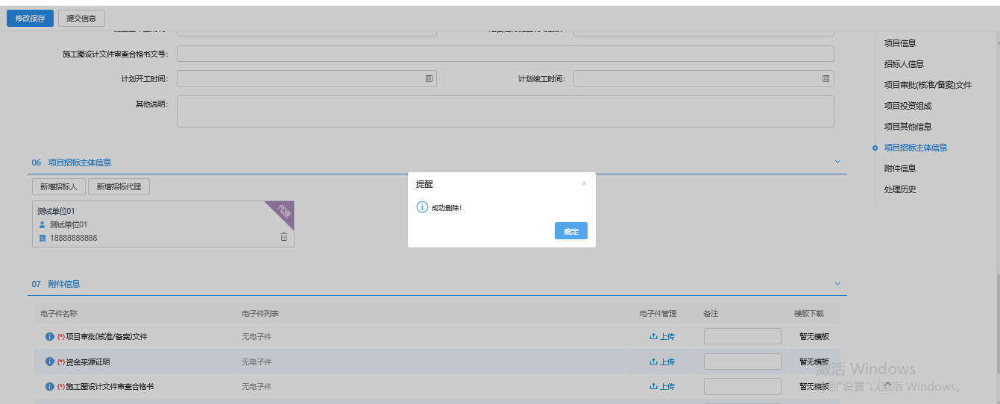 修改保存 提交信息
施工图设计文件审查合格书文号:
计划开工时间: 计划竣工时间:
其他说明:
06 项目招标主体信息
新增招标人 新增招标代理
测试单位01
代理
测试单位01
18888888888
提醒 ×
成功删除!
确定
07 附件信息
电子件名称 电子件列表 电子件管理 备注 模板下载
(*)项目审批(核准/备案)文件 无电子件 上传 暂无模板
(*)资金来源证明 无电子件 上传 暂无模板
(*)施工图设计文件审查合格书 无电子件 上传 暂无模板
项目信息
招标人信息
项目审批(核准/备案)文件
项目投资组成
项目其他信息
项目招标主体信息
附件信息
处理历史
激活 Windows
转到“设置”以激活 Windows。